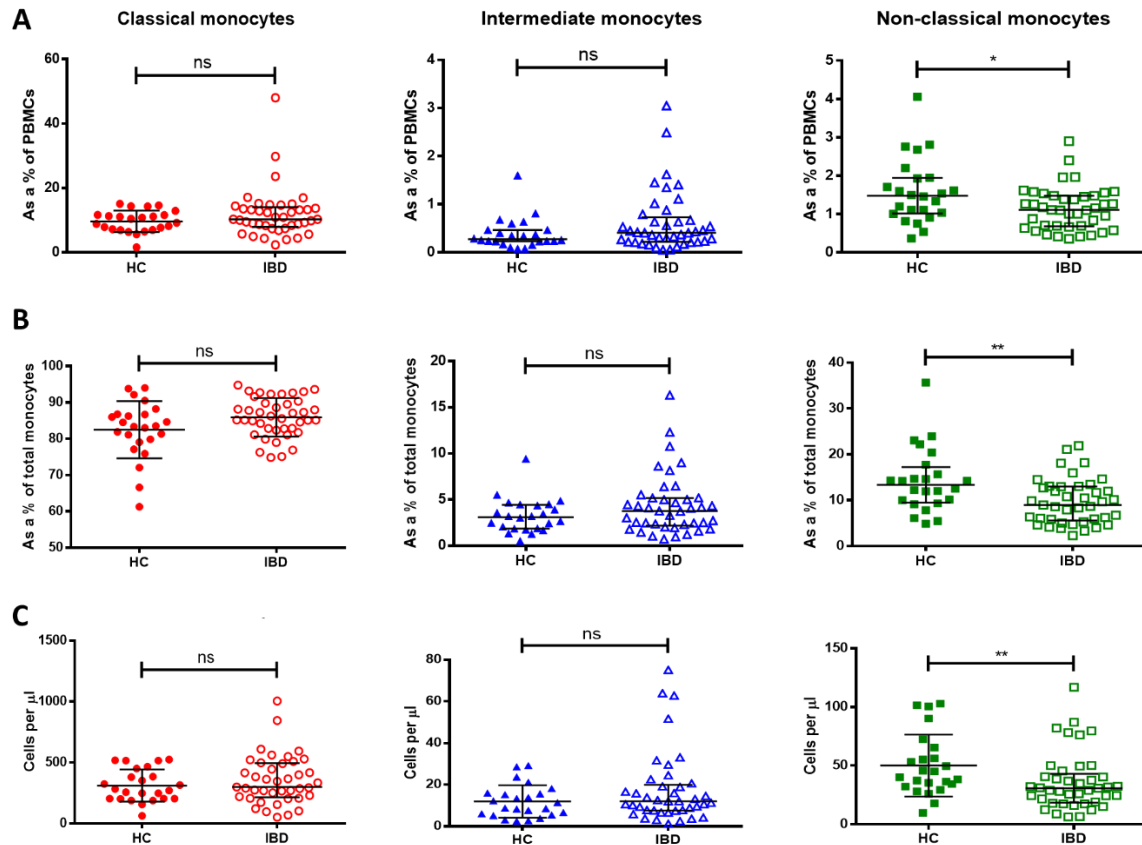 Classical monocytes Intermediate monocytes Non-classical monocytes
A
As a % of PBMCs
60
40
20
0
ns
HC IBD
As a % of PBMCs
4
3
2
1
0
ns
HC IBD
As a % of PBMCs
5
4
3
2
1
0
*
HC IBD
B
As a % of total monocytes
100
90
80
70
60
50
ns
HC IBD
As a % of total monocytes
20
15
10
5
0
ns
HC IBD
As a % of total monocytes
40
30
20
10
0
**
HC IBD
C
Cells per µl
1500
1000
500
0
ns
HC IBD
Cells per µl
80
60
40
20
0
ns
HC IBD
Cells per µl
150
100
50
0
**
HC IBD